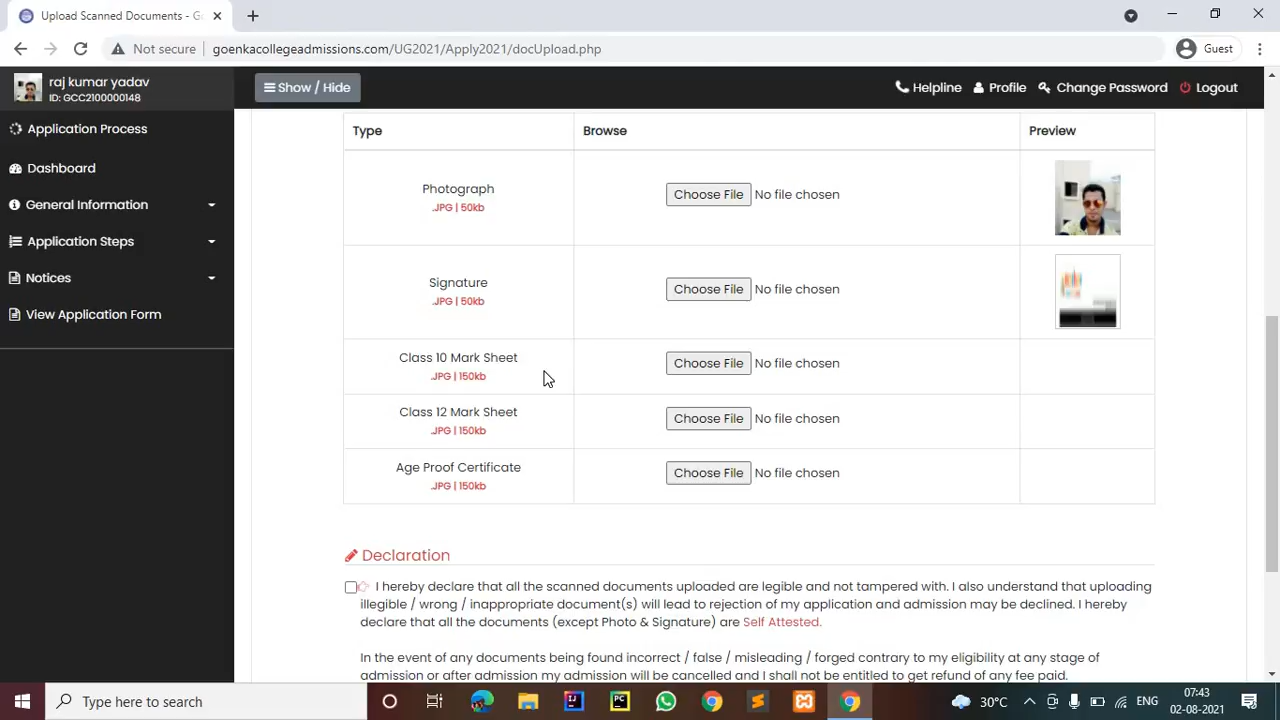 Upload Scanned Documents - Go
Not secure
goenkacollegeadmissions.com/UG2021/Apply2021/docUpload.php
Guest
raj kumar yadav
ID: GCC2100000148
Show / Hide
Helpline
Profile
Change Password
Logout
Application Process
Dashboard
General Information
Application Steps
Notices
View Application Form
Type
Browse
Preview
Photograph
.JPG | 50kb
Choose File No file chosen
Signature
.JPG | 50kb
Choose File No file chosen
Class 10 Mark Sheet
.JPG | 150kb
Choose File No file chosen
Class 12 Mark Sheet
.JPG | 150kb
Choose File No file chosen
Age Proof Certificate
.JPG | 150kb
Choose File No file chosen
Declaration
I hereby declare that all the scanned documents uploaded are legible and not tampered with. I also understand that uploading
illegible / wrong / inappropriate document(s) will lead to rejection of my application and admission may be declined. I hereby
declare that all the documents (except Photo & Signature) are Self Attested.
In the event of any documents being found incorrect / false / misleading / forged contrary to my eligibility at any stage of
admission or after admission my admission will be cancelled and I shall not be entitled to get refund of any fee paid.
Type here to search
30°C
ENG
07:43
02-08-2021